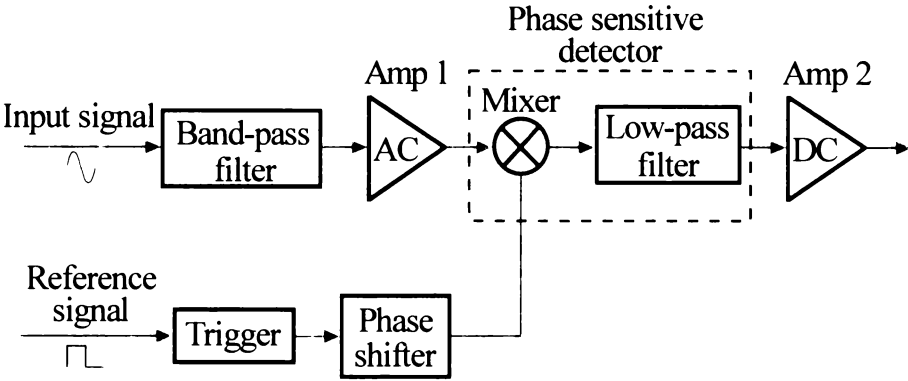 Phase sensitive
detector
Amp 1
Amp 2
Input signal
Band-pass
filter
AC
Mixer
Low-pass
filter
DC
Reference
signal
Trigger
Phase
shifter